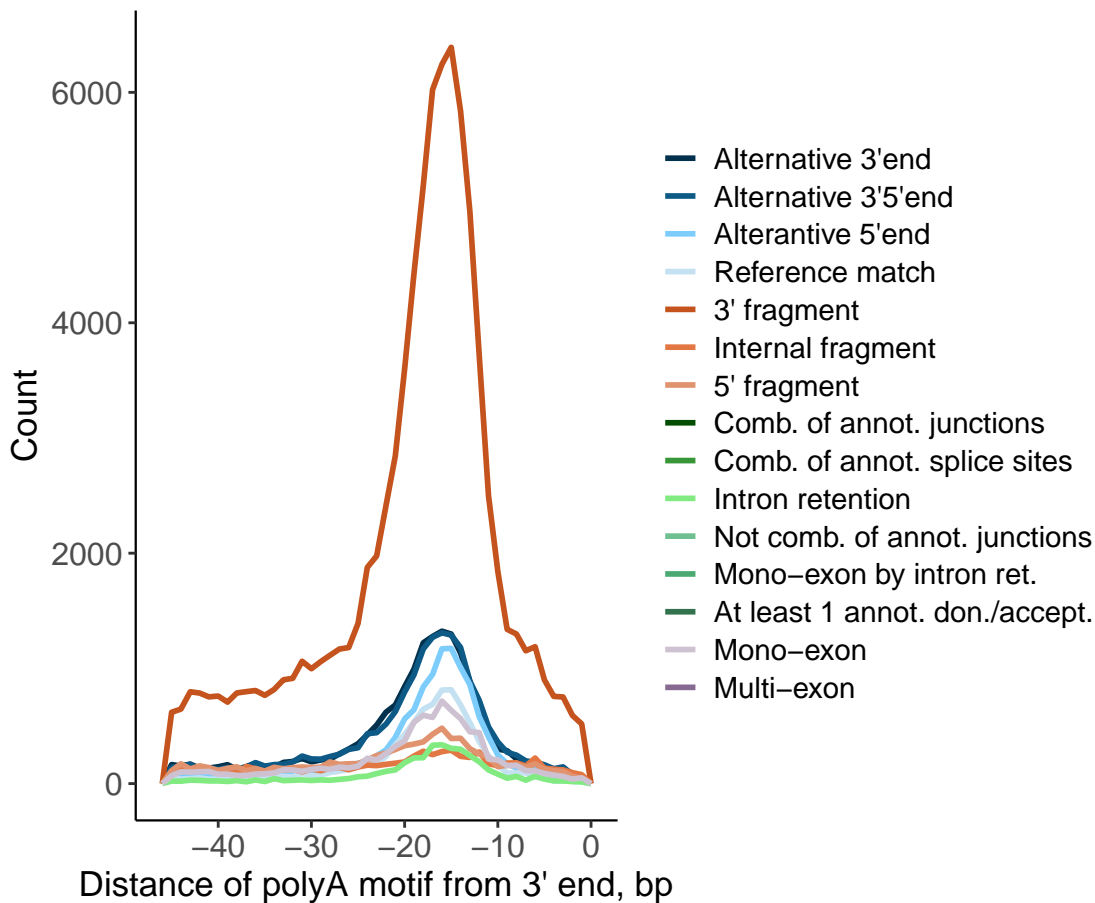 6000
4000
2000
0
Count
−40 −30 −20 −10 0
Distance of polyA motif from 3' end, bp
Alternative 3'end
Alternative 3'5'end
Alterantive 5'end
Reference match
3' fragment
Internal fragment
5' fragment
Comb. of annot. junctions
Comb. of annot. splice sites
Intron retention
Not comb. of annot. junctions
Mono−exon by intron ret.
At least 1 annot. don./accept.
Mono−exon
Multi−exon